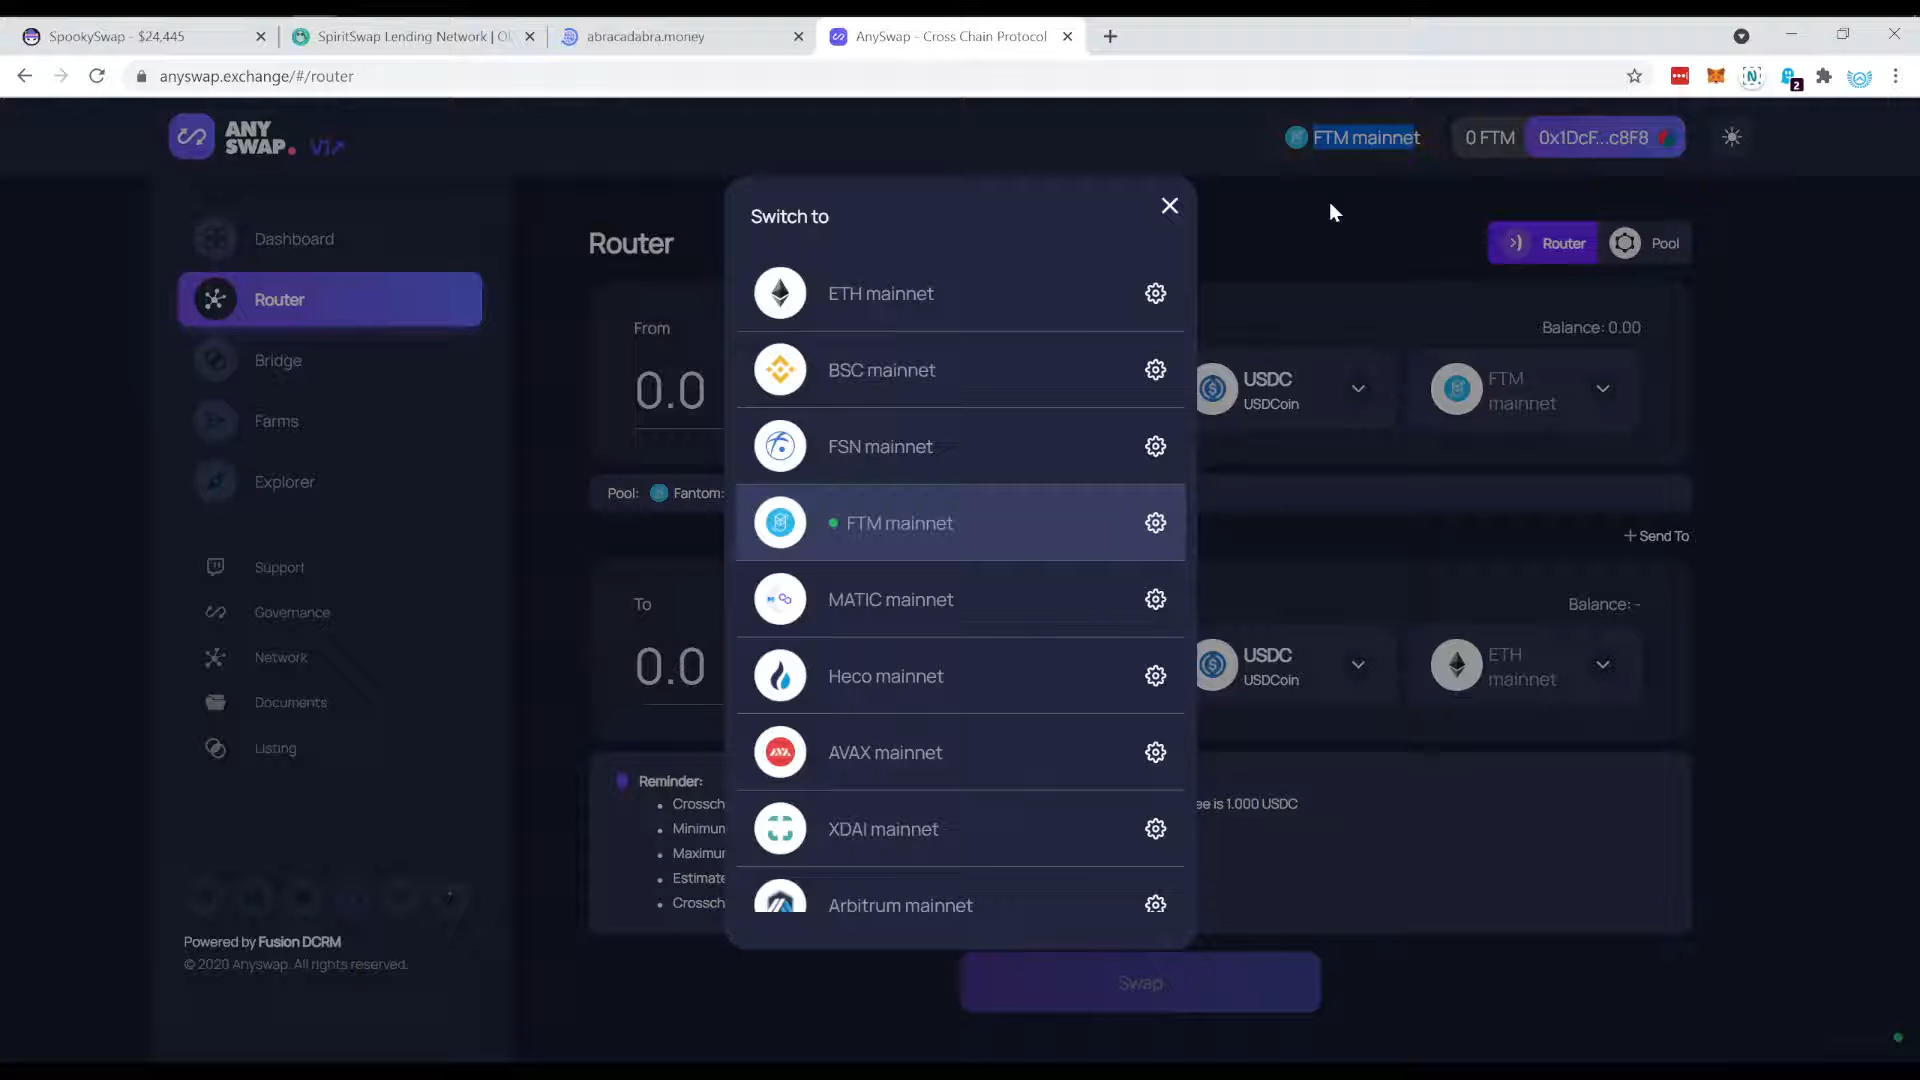 SpookySwap - $24,445
SpiritSwap Lending Network | Ol
abracadabra.money
AnySwap - Cross Chain Protocol
anyswap.exchange/#/router
2
ANY
SWAP.
V1↗
FTM mainnet
0 FTM
0x1DcF...c8F8
Dashboard
Router
Bridge
Farms
Explorer
Support
Governance
Network
Documents
Listing
Powered by Fusion DCRM
© 2020 Anyswap. All rights reserved.
Router
Router
Pool
From
Balance: 0.00
0.0
USDC
USDCoin
FTM
mainnet
Pool:
Fantom:
+ Send To
To
Balance: -
0.0
USDC
USDCoin
ETH
mainnet
Reminder:
Crossch
ee is 1.000 USDC
Minimum
Maximum
Estimate
Crossch
Swap
Switch to
ETH mainnet
BSC mainnet
FSN mainnet
FTM mainnet
MATIC mainnet
Heco mainnet
AVAX mainnet
XDAI mainnet
Arbitrum mainnet